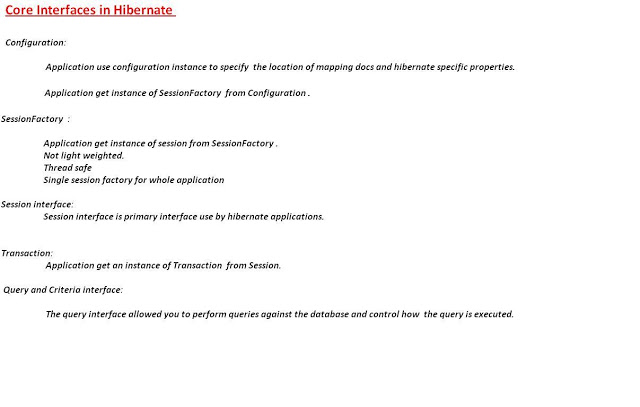 Core Interfaces in Hibernate
Configuration:
Application use configuration instance to specify the location of mapping docs and hibernate specific properties.
Application get instance of SessionFactory from Configuration .
SessionFactory :
Application get instance of session from SessionFactory .
Not light weighted.
Thread safe
Single session factory for whole application
Session interface:
Session interface is primary interface use by hibernate applications.
Transaction:
Application get an instance of Transaction from Session.
Query and Criteria interface:
The query interface allowed you to perform queries against the database and control how the query is executed.